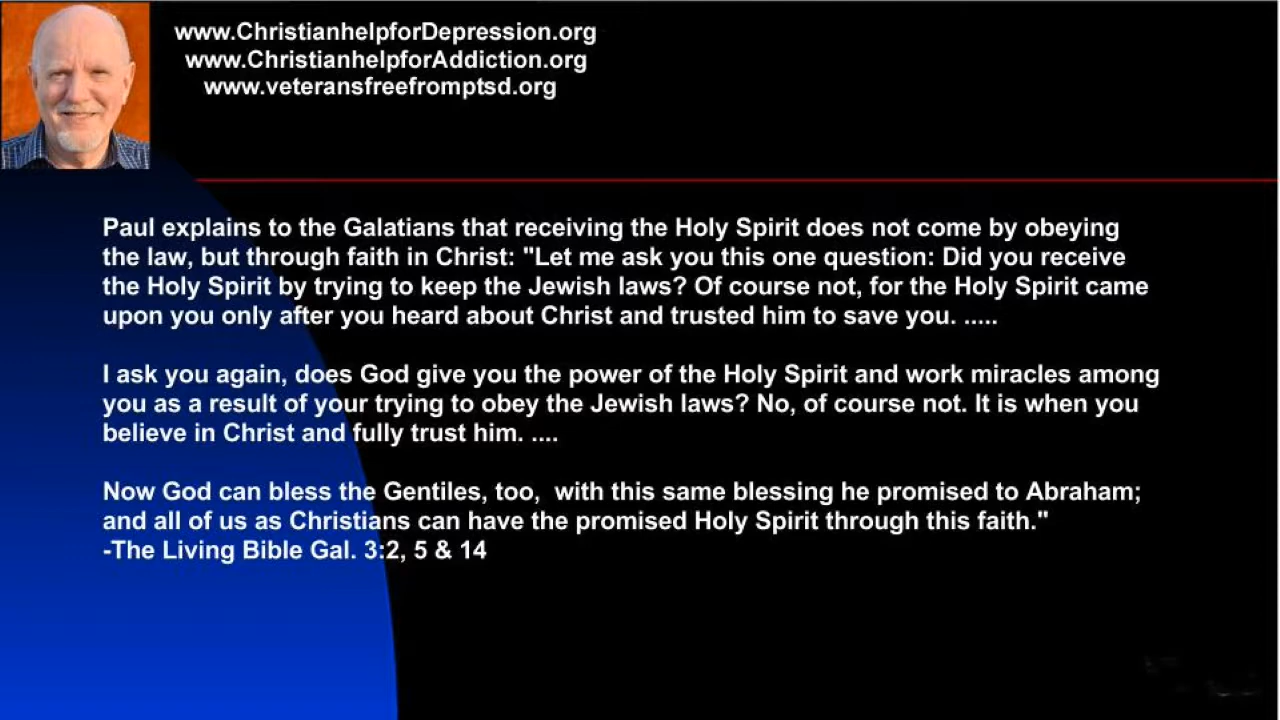 www.ChristianhelpforDepression.org
www.ChristianhelpforAddiction.org
www.veteransfreefromptsd.org
Paul explains to the Galatians that receiving the Holy Spirit does not come by obeying
the law, but through faith in Christ: "Let me ask you this one question: Did you receive
the Holy Spirit by trying to keep the Jewish laws? Of course not, for the Holy Spirit came
upon you only after you heard about Christ and trusted him to save you. .....
I ask you again, does God give you the power of the Holy Spirit and work miracles among
you as a result of your trying to obey the Jewish laws? No, of course not. It is when you
believe in Christ and fully trust him. ....
Now God can bless the Gentiles, too,  with this same blessing he promised to Abraham;
and all of us as Christians can have the promised Holy Spirit through this faith."
-The Living Bible Gal. 3:2, 5 & 14